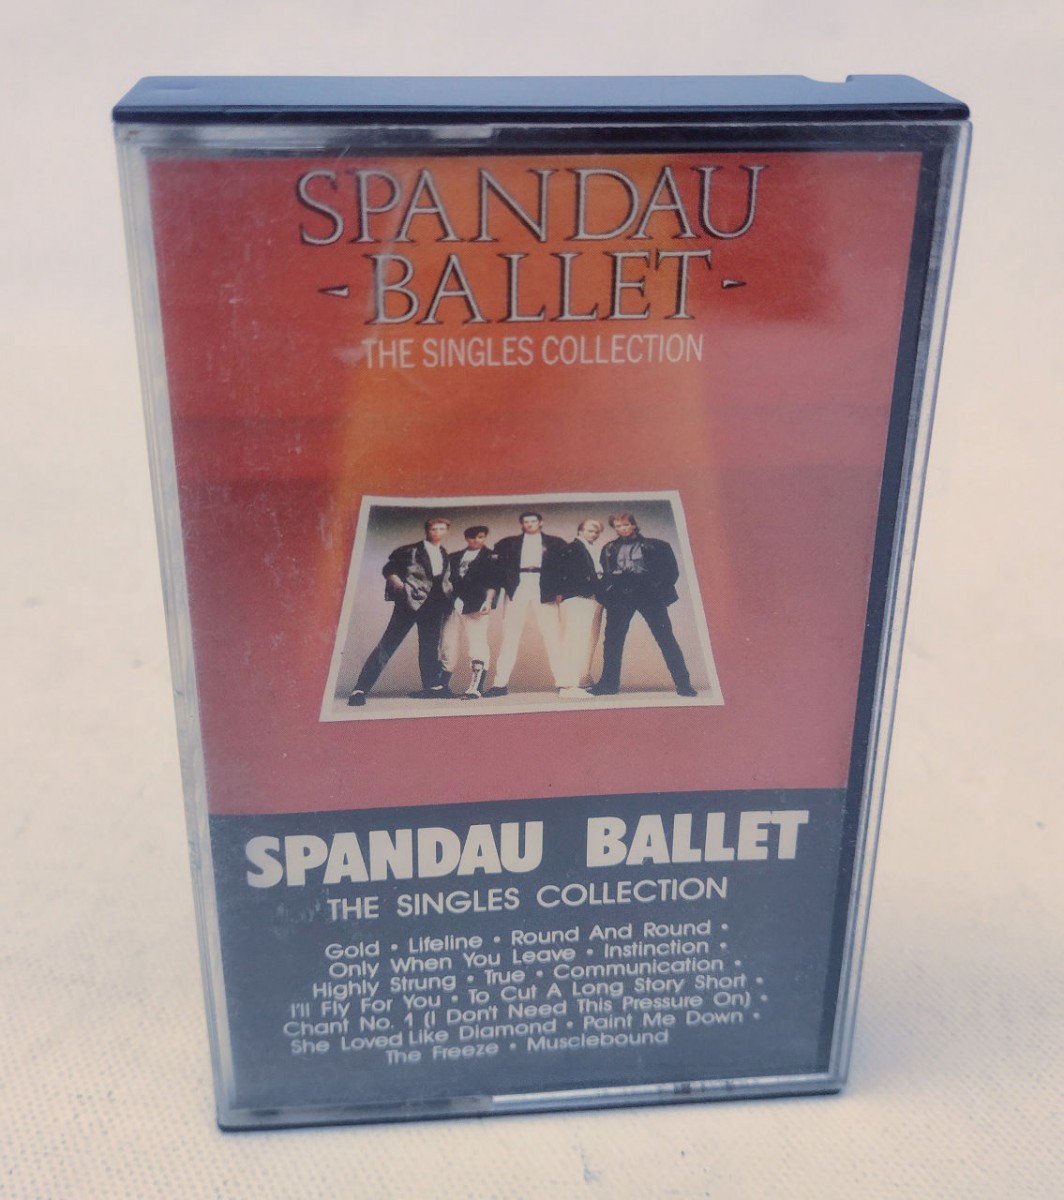 SPANDAU
- BALLET -
THE SINGLES COLLECTION
SPANDAU BALLET
THE SINGLES COLLECTION
Gold • Lifeline • Round And Round •
Only When You Leave • Instinction •
Highly Strung • True • Communication •
I'll Fly For You • To Cut A Long Story Short •
Chant No. 1 (I Don't Need This Pressure On) •
She Loved Like Diamond • Paint Me Down •
The Freeze • Musclebound